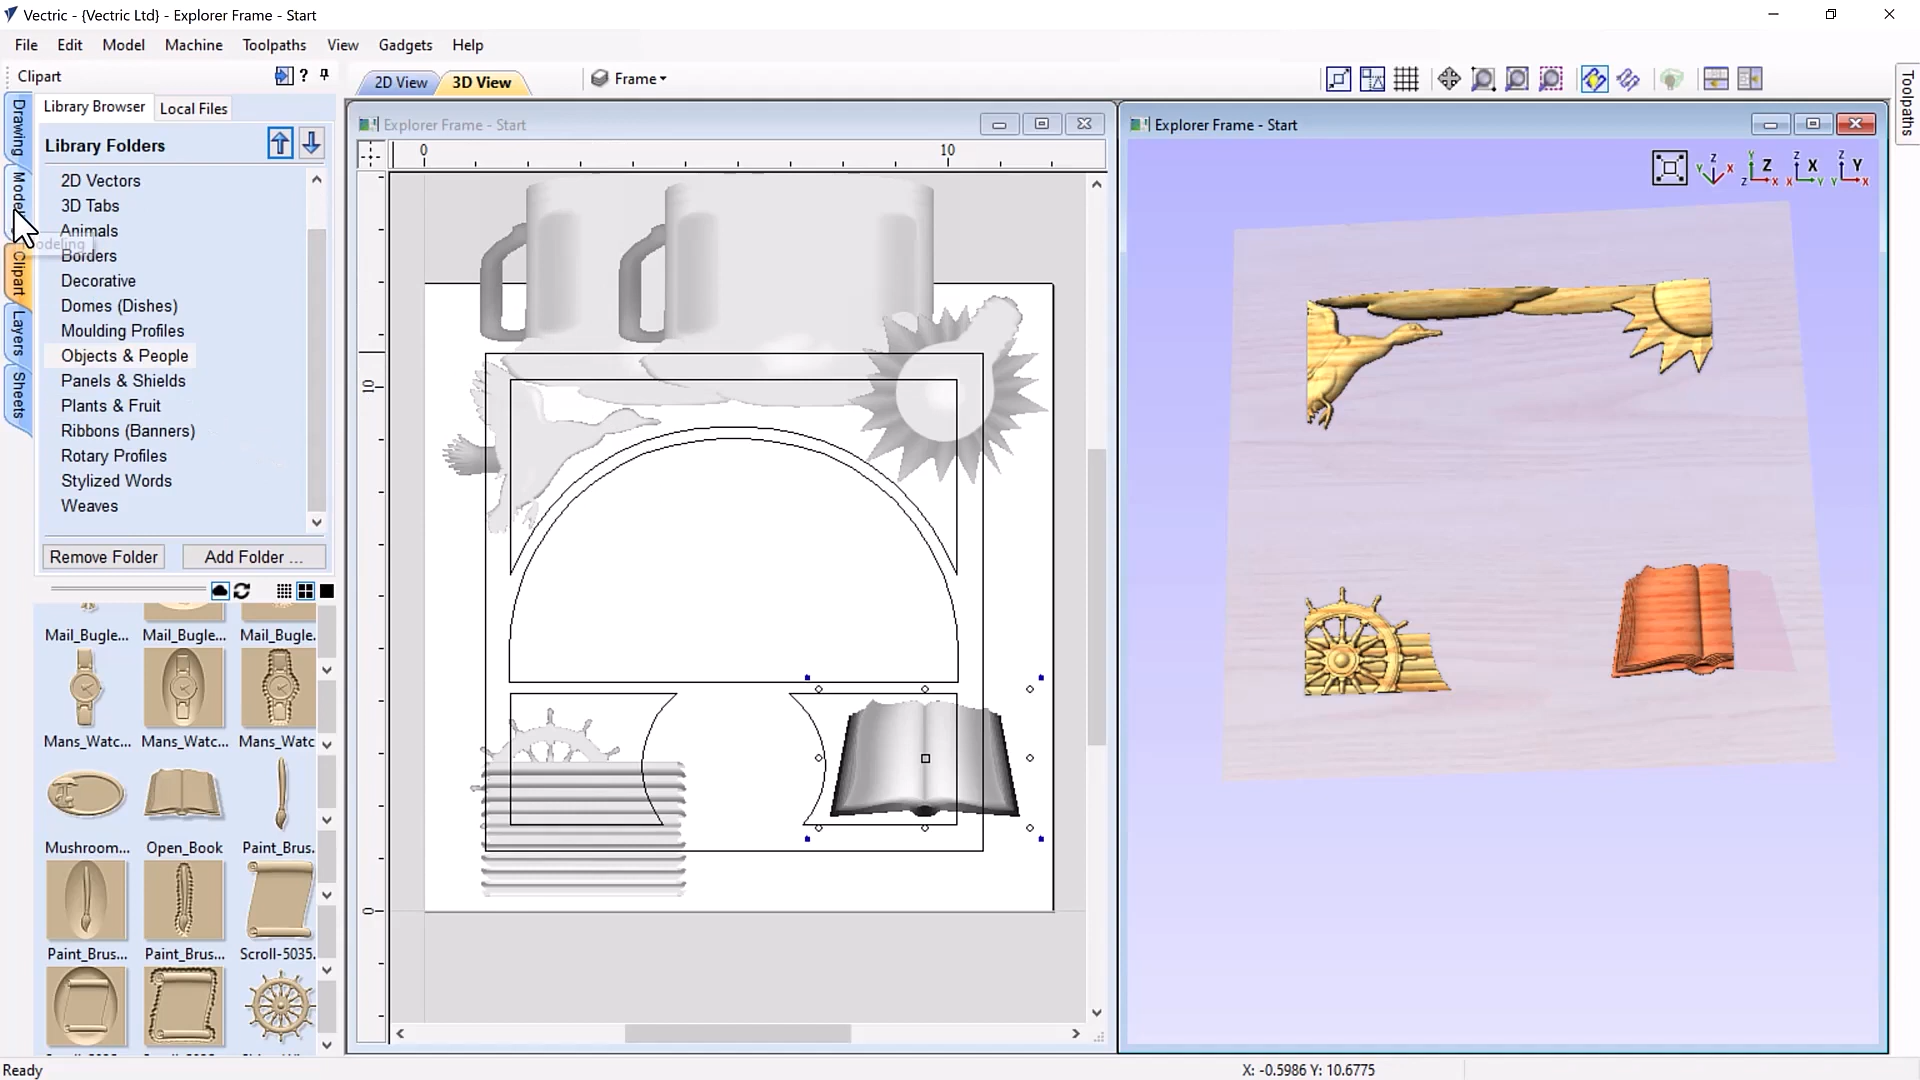 Vectric - {Vectric Ltd} - Explorer Frame - Start
File Edit Model Machine Toolpaths View Gadgets Help
Clipart ?
2D View 3D View Frame
Toolpaths
Drawing
Clipart
Layers
Sheets
Library Browser Local Files
Library Folders
2D Vectors
3D Tabs
Animals
Borders
Decorative
Domes (Dishes)
Moulding Profiles
Objects & People
Panels & Shields
Plants & Fruit
Ribbons (Banners)
Rotary Profiles
Stylized Words
Weaves
Remove Folder Add Folder ...
Mail_Bugle... Mail_Bugle... Mail_Bugle.
Mans_Watc... Mans_Watc... Mans_Watc
Mushroom... Open_Book Paint_Brus.
Paint_Brus... Paint_Brus... Scroll-5035.
Explorer Frame - Start
0 10
10
0
Explorer Frame - Start
Z Y X
Y Z Z X
Z X X Y
Z Y Y X
Ready
X: -0.5986 Y: 10.6775